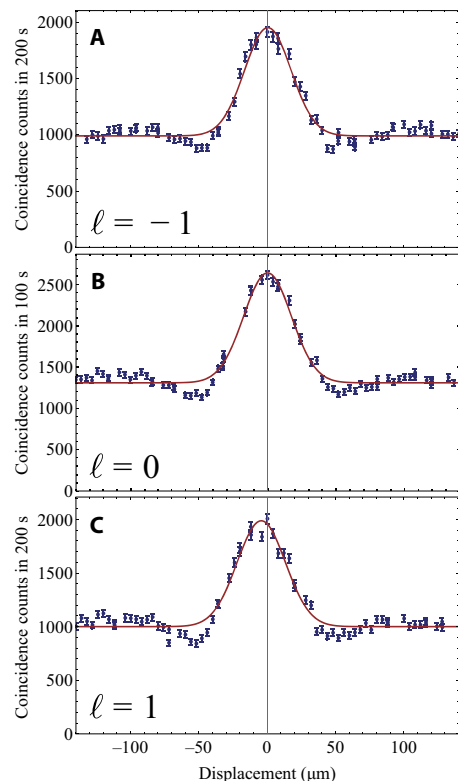 A
2000
1500
1000
500
0
Coincidence counts in 200 s
ℓ = − 1
B
2500
2000
1500
1000
500
0
Coincidence counts in 100 s
ℓ = 0
C
2000
1500
1000
500
0
Coincidence counts in 200 s
ℓ = 1
−100 −50 0 50 100
Displacement (μm)